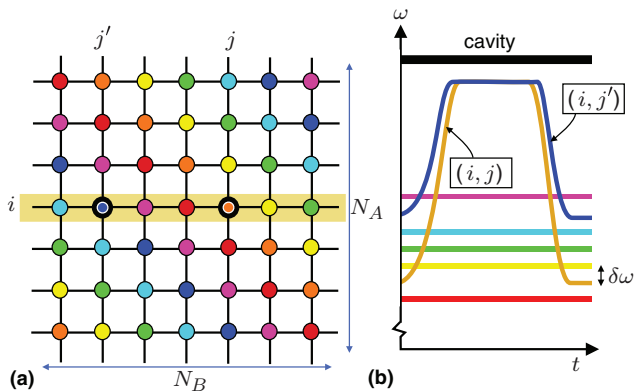 j′ j
i
N_A
N_B
(a)
ω
cavity
(i, j′)
(i, j)
δω
t
(b)